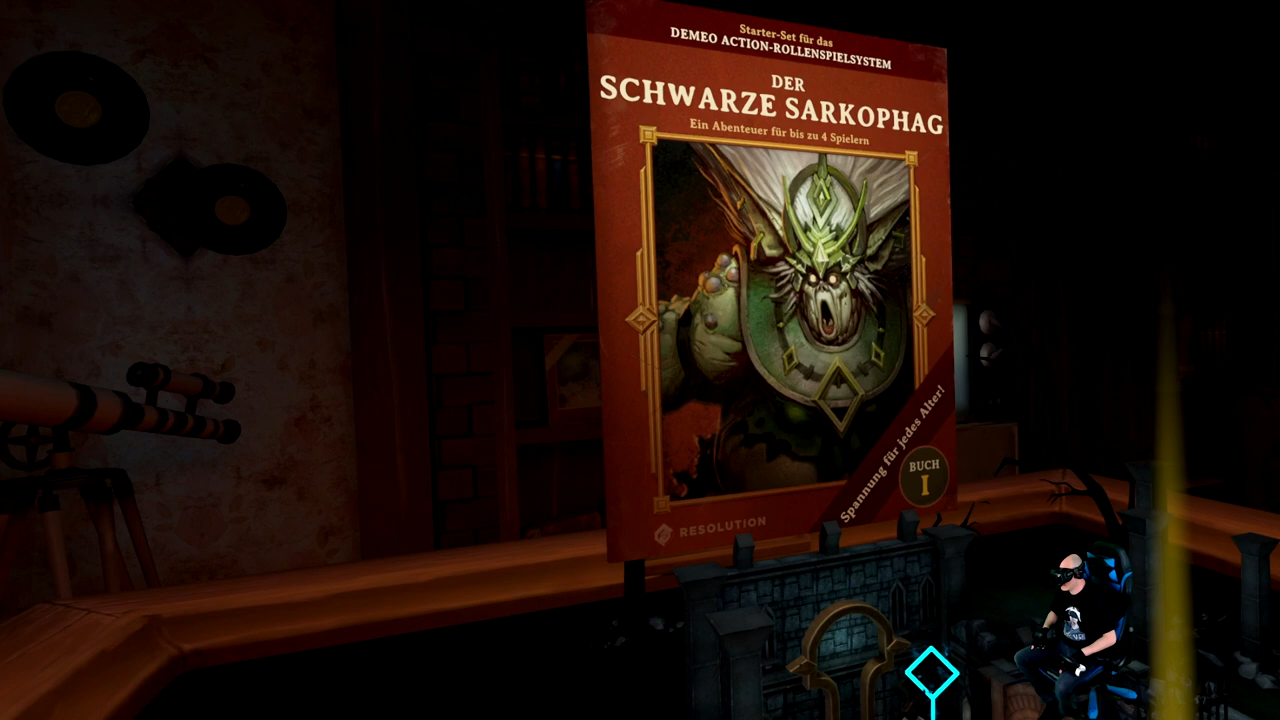 Starter-Set für das
DEMEO ACTION-ROLLENSPIELSYSTEM
DER
SCHWARZE SARKOPHAG
Ein Abenteuer für bis zu 4 Spielern
Spannung für jedes Alter!
BUCH
I
RESOLUTION